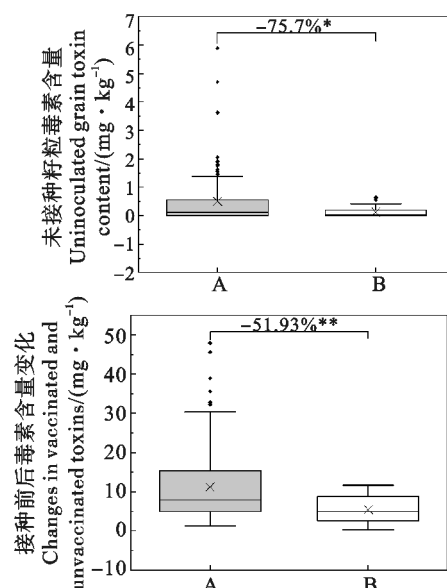 未接种籽粒毒素含量
Uninoculated grain toxin
content/(mg·kg⁻¹)
-75.7%*
7
6
5
4
3
2
1
0
−1
−2
A
B
接种前后毒素含量变化
Changes in vaccinated and
unvaccinated toxins/(mg·kg⁻¹)
-51.93%**
50
40
30
20
10
0
−10
A
B